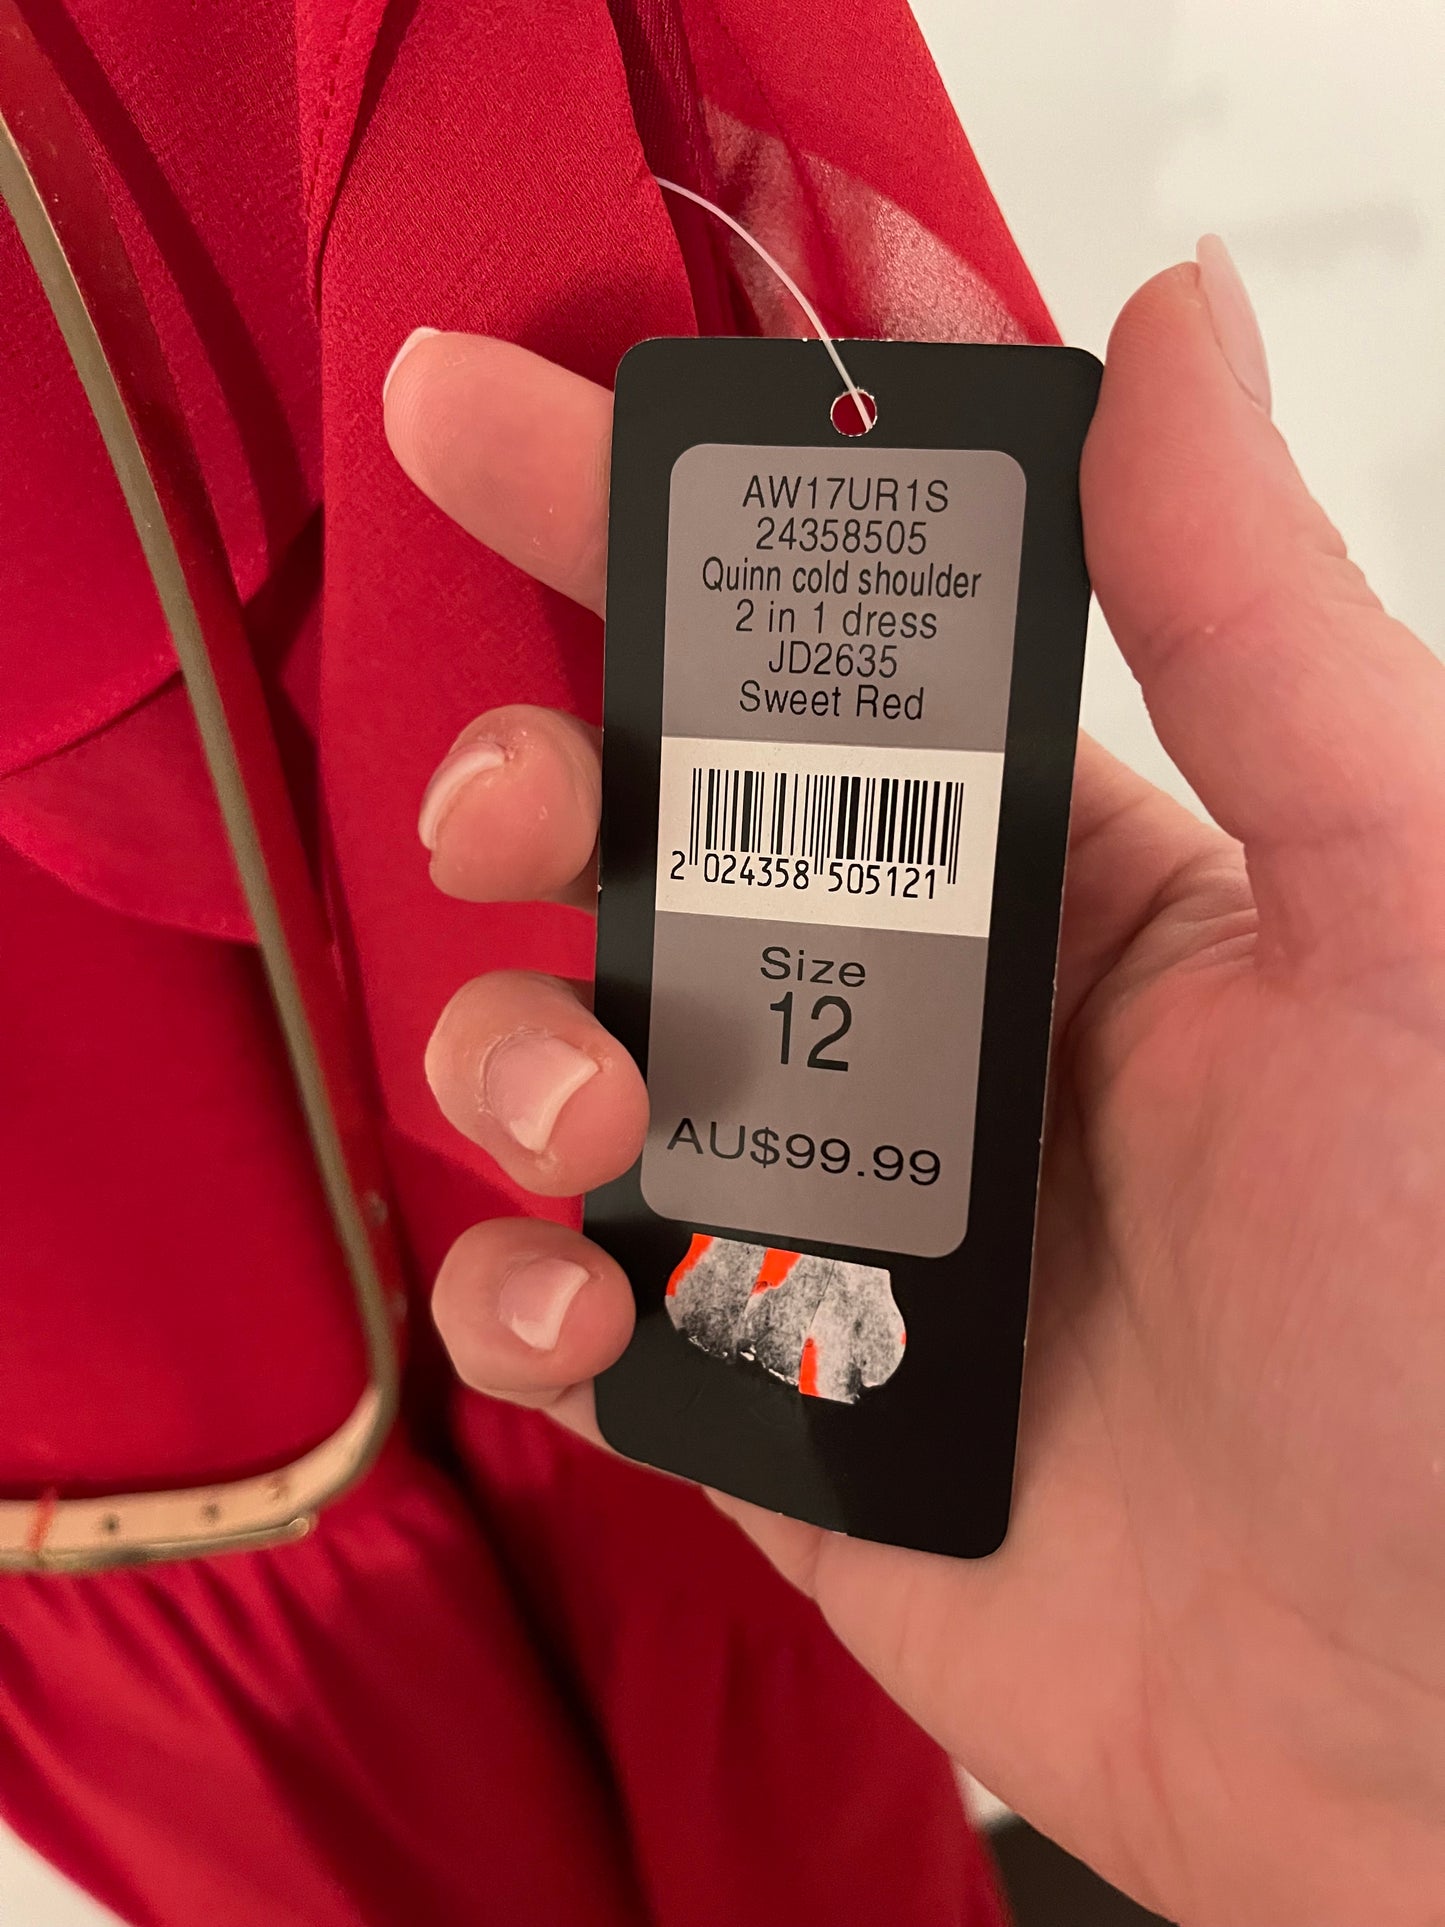 AW17UR1S
24358505
Quinn cold shoulder
2 in 1 dress
JD2635
Sweet Red
2 024358 505121
Size
12
AU$99.99